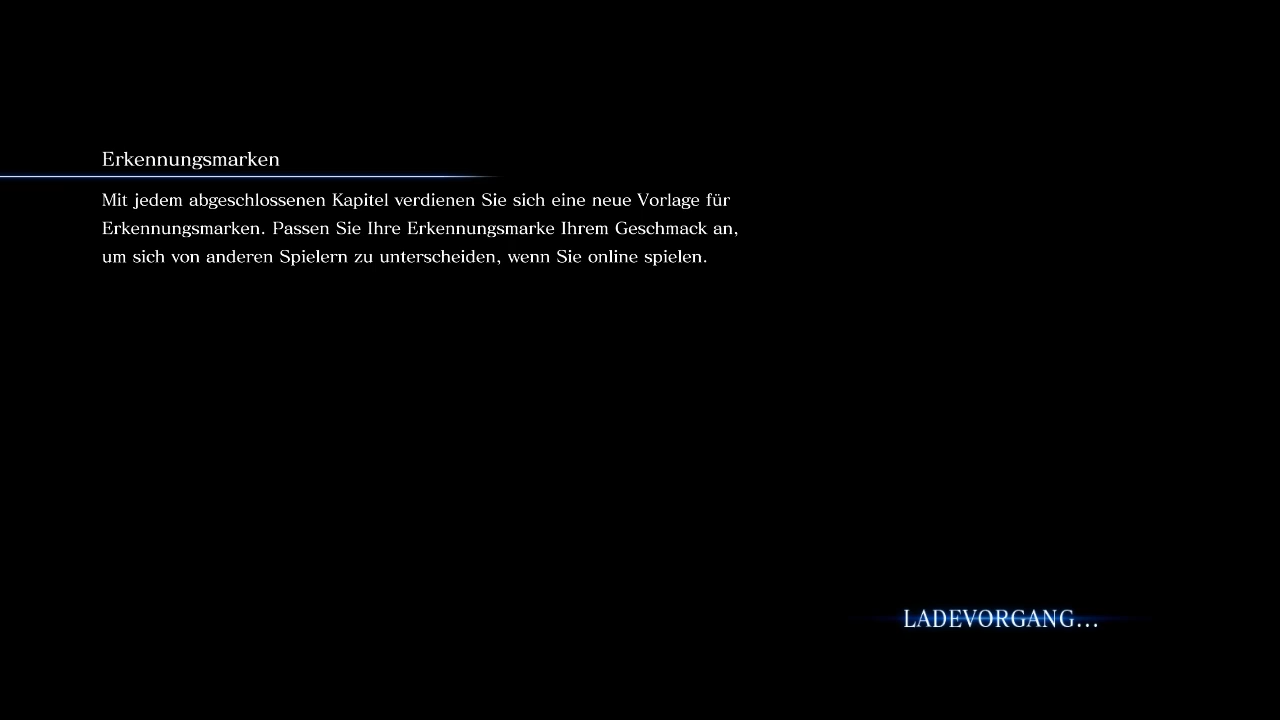 Erkennungsmarken
Mit jedem abgeschlossenen Kapitel verdienen Sie sich eine neue Vorlage für
Erkennungsmarken. Passen Sie Ihre Erkennungsmarke Ihrem Geschmack an,
um sich von anderen Spielern zu unterscheiden, wenn Sie online spielen.
LADEVORGANG...